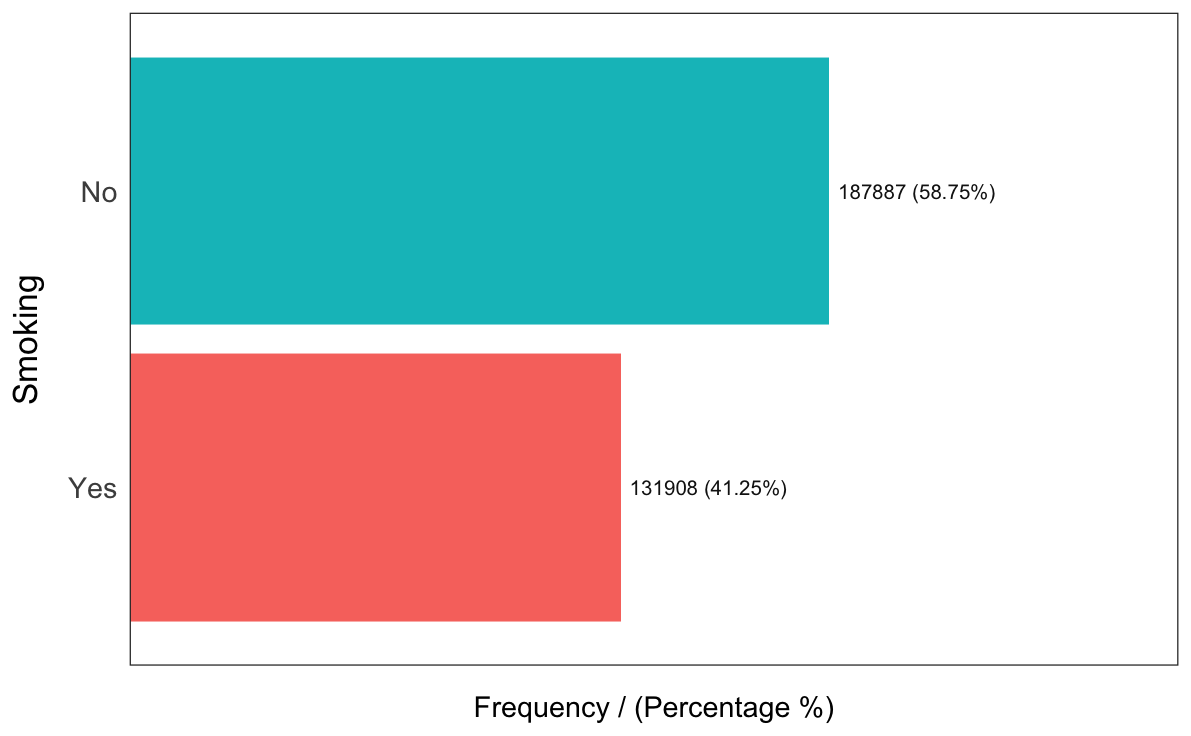 Smoking
No
187887 (58.75%)
Yes
131908 (41.25%)
Frequency / (Percentage %)